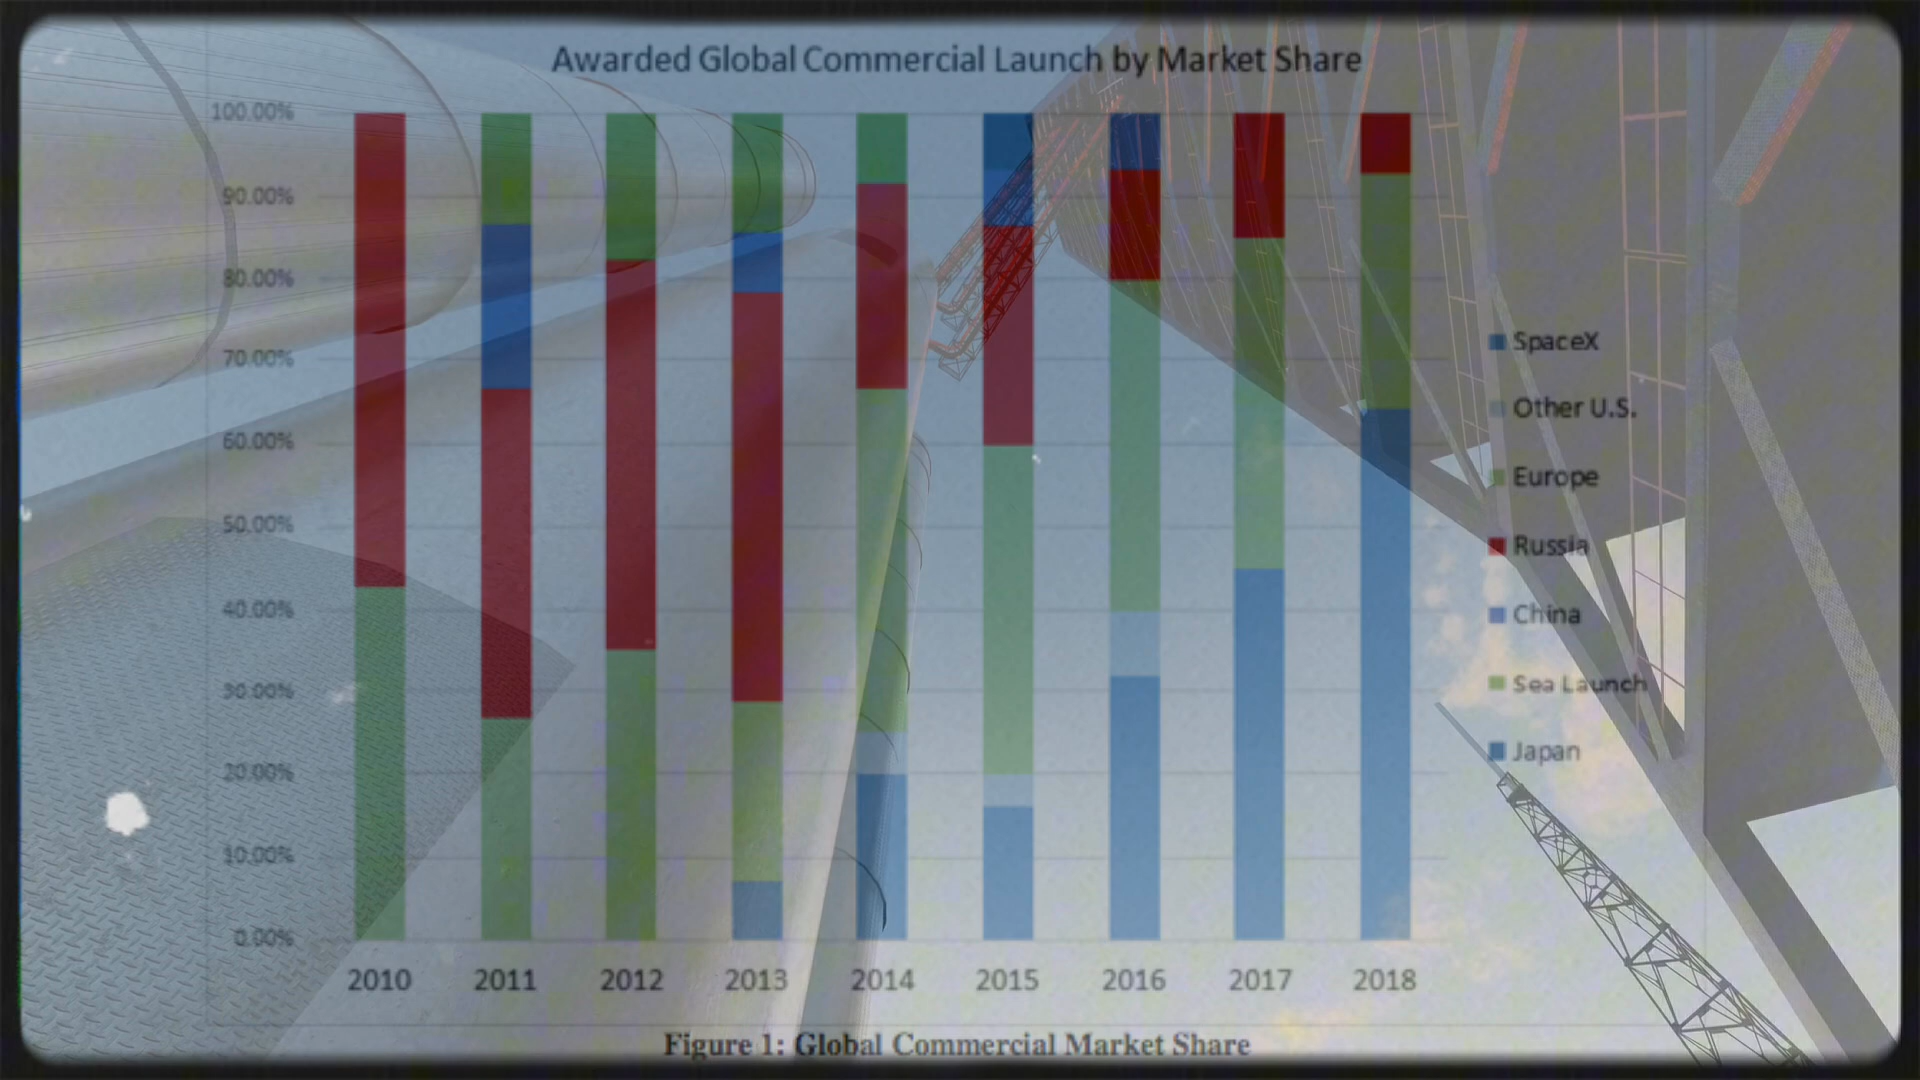 Awarded Global Commercial Launch by Market Share
100.00%
90.00%
80.00%
70.00%
60.00%
50.00%
40.00%
30.00%
20.00%
10.00%
0.00%
2010 2011 2012 2013 2014 2015 2016 2017 2018
SpaceX
Other U.S.
Europe
Russia
China
Sea Launch
Japan
Figure 1: Global Commercial Market Share